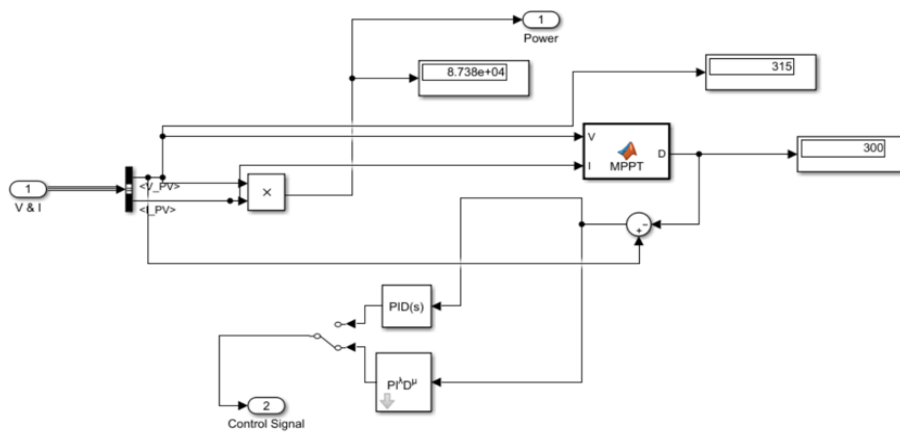 1
Power
8.738e+04
315
V
I
D
MPPT
300
1
V & I
<V_PV>
<I_PV>
×
−
+
PID(s)
PI^λD^μ
2
Control Signal